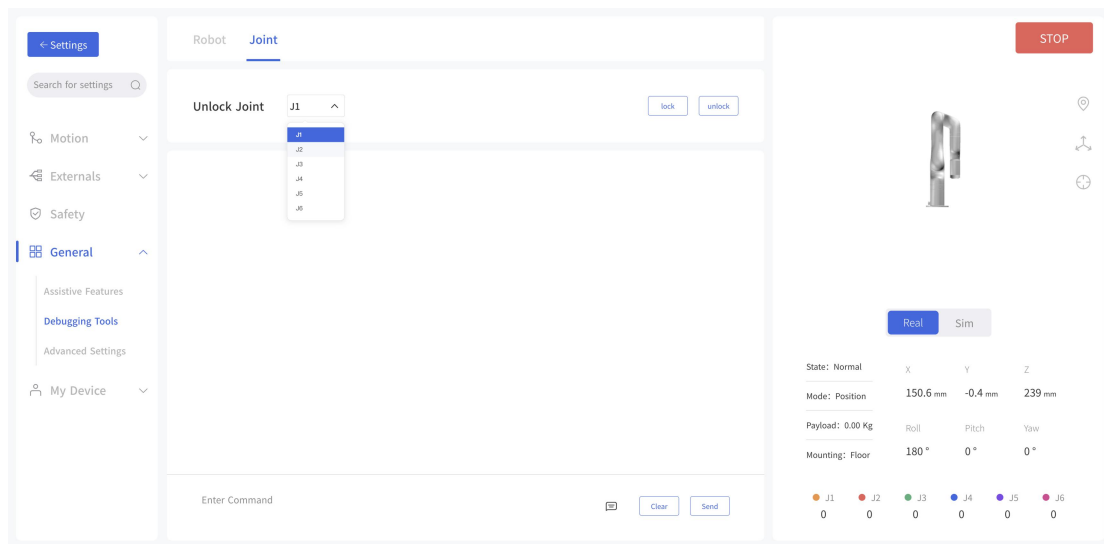 ← Settings
Search for settings
Motion
Externals
Safety
General
Assistive Features
Debugging Tools
Advanced Settings
My Device
Robot Joint
Unlock Joint J1 lock unlock
J1
J2
J3
J4
J5
J6
Enter Command Clear Send
STOP
Real Sim
State: Normal
Mode: Position
Payload: 0.00 Kg
Mounting: Floor
X Y Z
150.6 mm -0.4 mm 239 mm
Roll Pitch Yaw
180 ° 0 ° 0 °
J1 J2 J3 J4 J5 J6
0 0 0 0 0 0